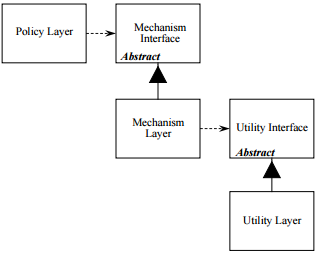 Policy Layer
Mechanism
Interface
Abstract
Mechanism
Layer
Utility Interface
Abstract
Utility Layer